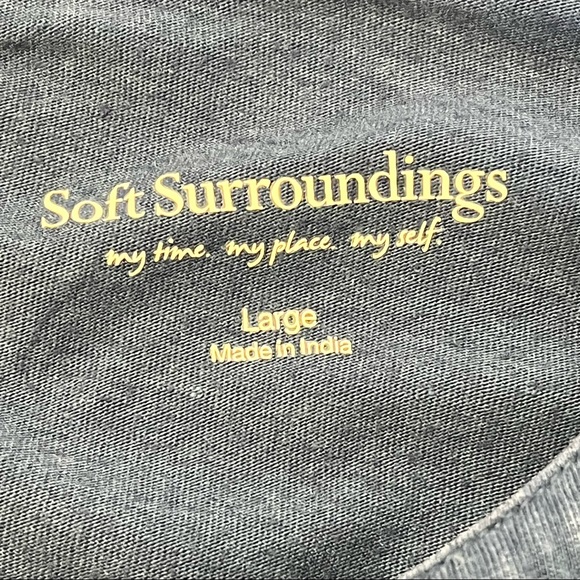 Soft Surroundings
my time. my place. my self.
Large
Made in India